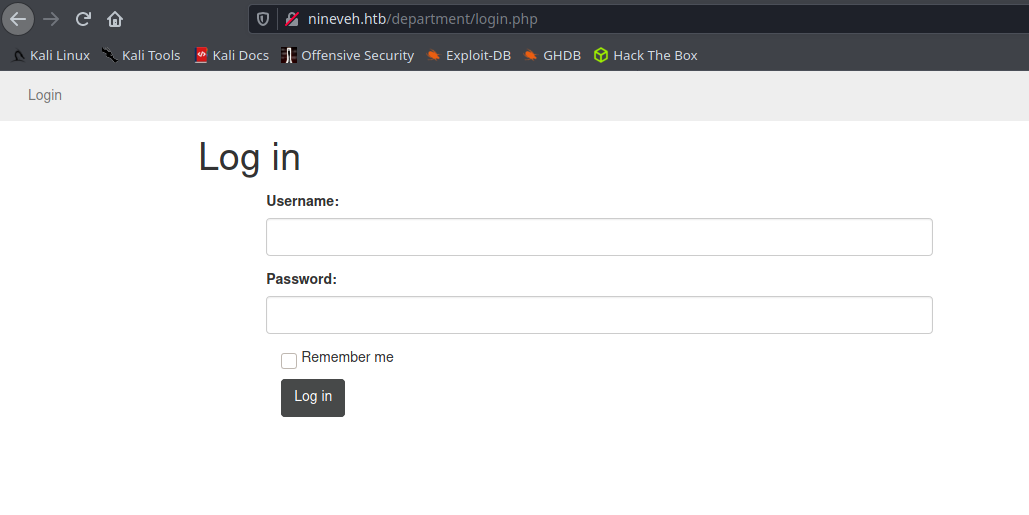 nineveh.htb/department/login.php
Kali Linux Kali Tools Kali Docs Offensive Security Exploit-DB GHDB Hack The Box
Login
Log in
Username:
Password:
Remember me
Log in